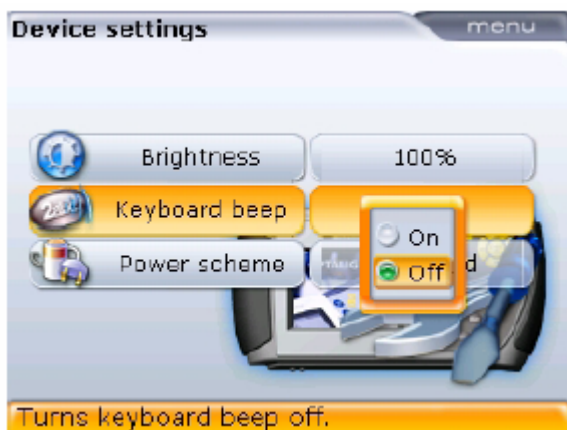 Device settings
menu
Brightness
100%
Keyboard beep
On
Power scheme
Off
Turns keyboard beep off.